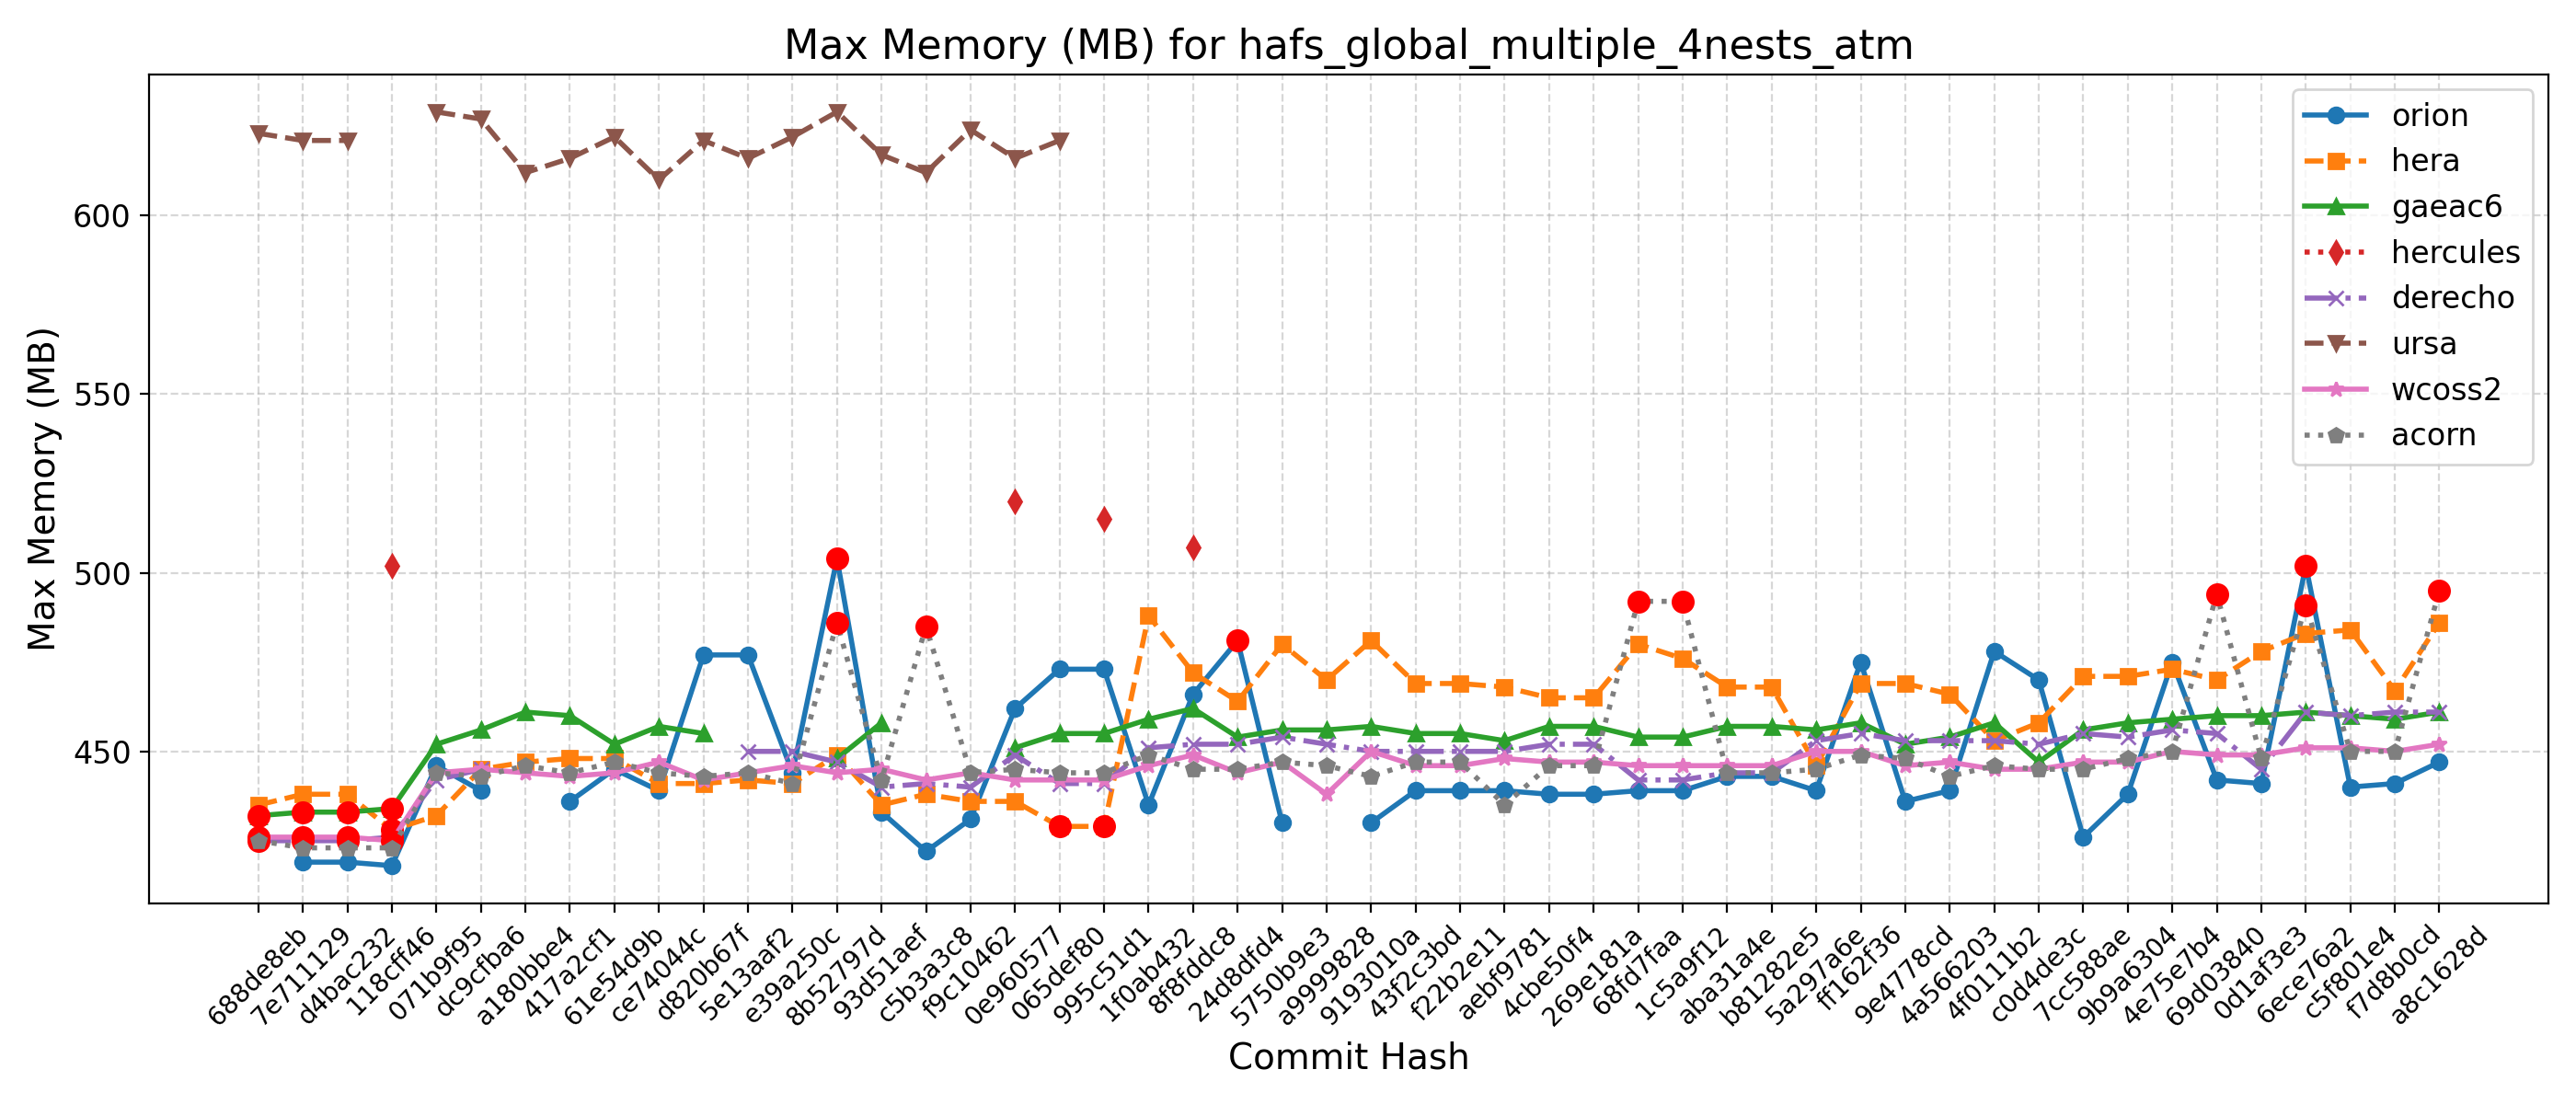 Max Memory (MB) for hafs_global_multiple_4nests_atm
Max Memory (MB)
600
550
500
450
orion
hera
gaeac6
hercules
derecho
ursa
wcoss2
acorn
688de8eb
7e711129
d4bac232
118cff46
071b9f95
dc9cfba6
a180bbe4
417a2cf1
61e54d9b
ce74044c
d820b67f
5e13aaf2
e39a250c
8b52797d
93d51aef
c5b3a3c8
f9c10462
0e960577
065def80
995c51d1
1f0ab432
8f8fddc8
24d8dfd4
5750b9e3
a9999828
9193010a
43f2c3bd
f22b2e11
aebf9781
4cbe50f4
269e181a
68fd7faa
1c5a9f12
aba31a4e
b81282e5
5a297a6e
ff162f36
9e4778cd
4a566203
4f0111b2
c0d4de3c
7cc588ae
9b9a6304
4e75e7b4
69d03840
0d1af3e3
6ece76a2
c5f801e4
f7d8b0cd
a8c1628d
Commit Hash